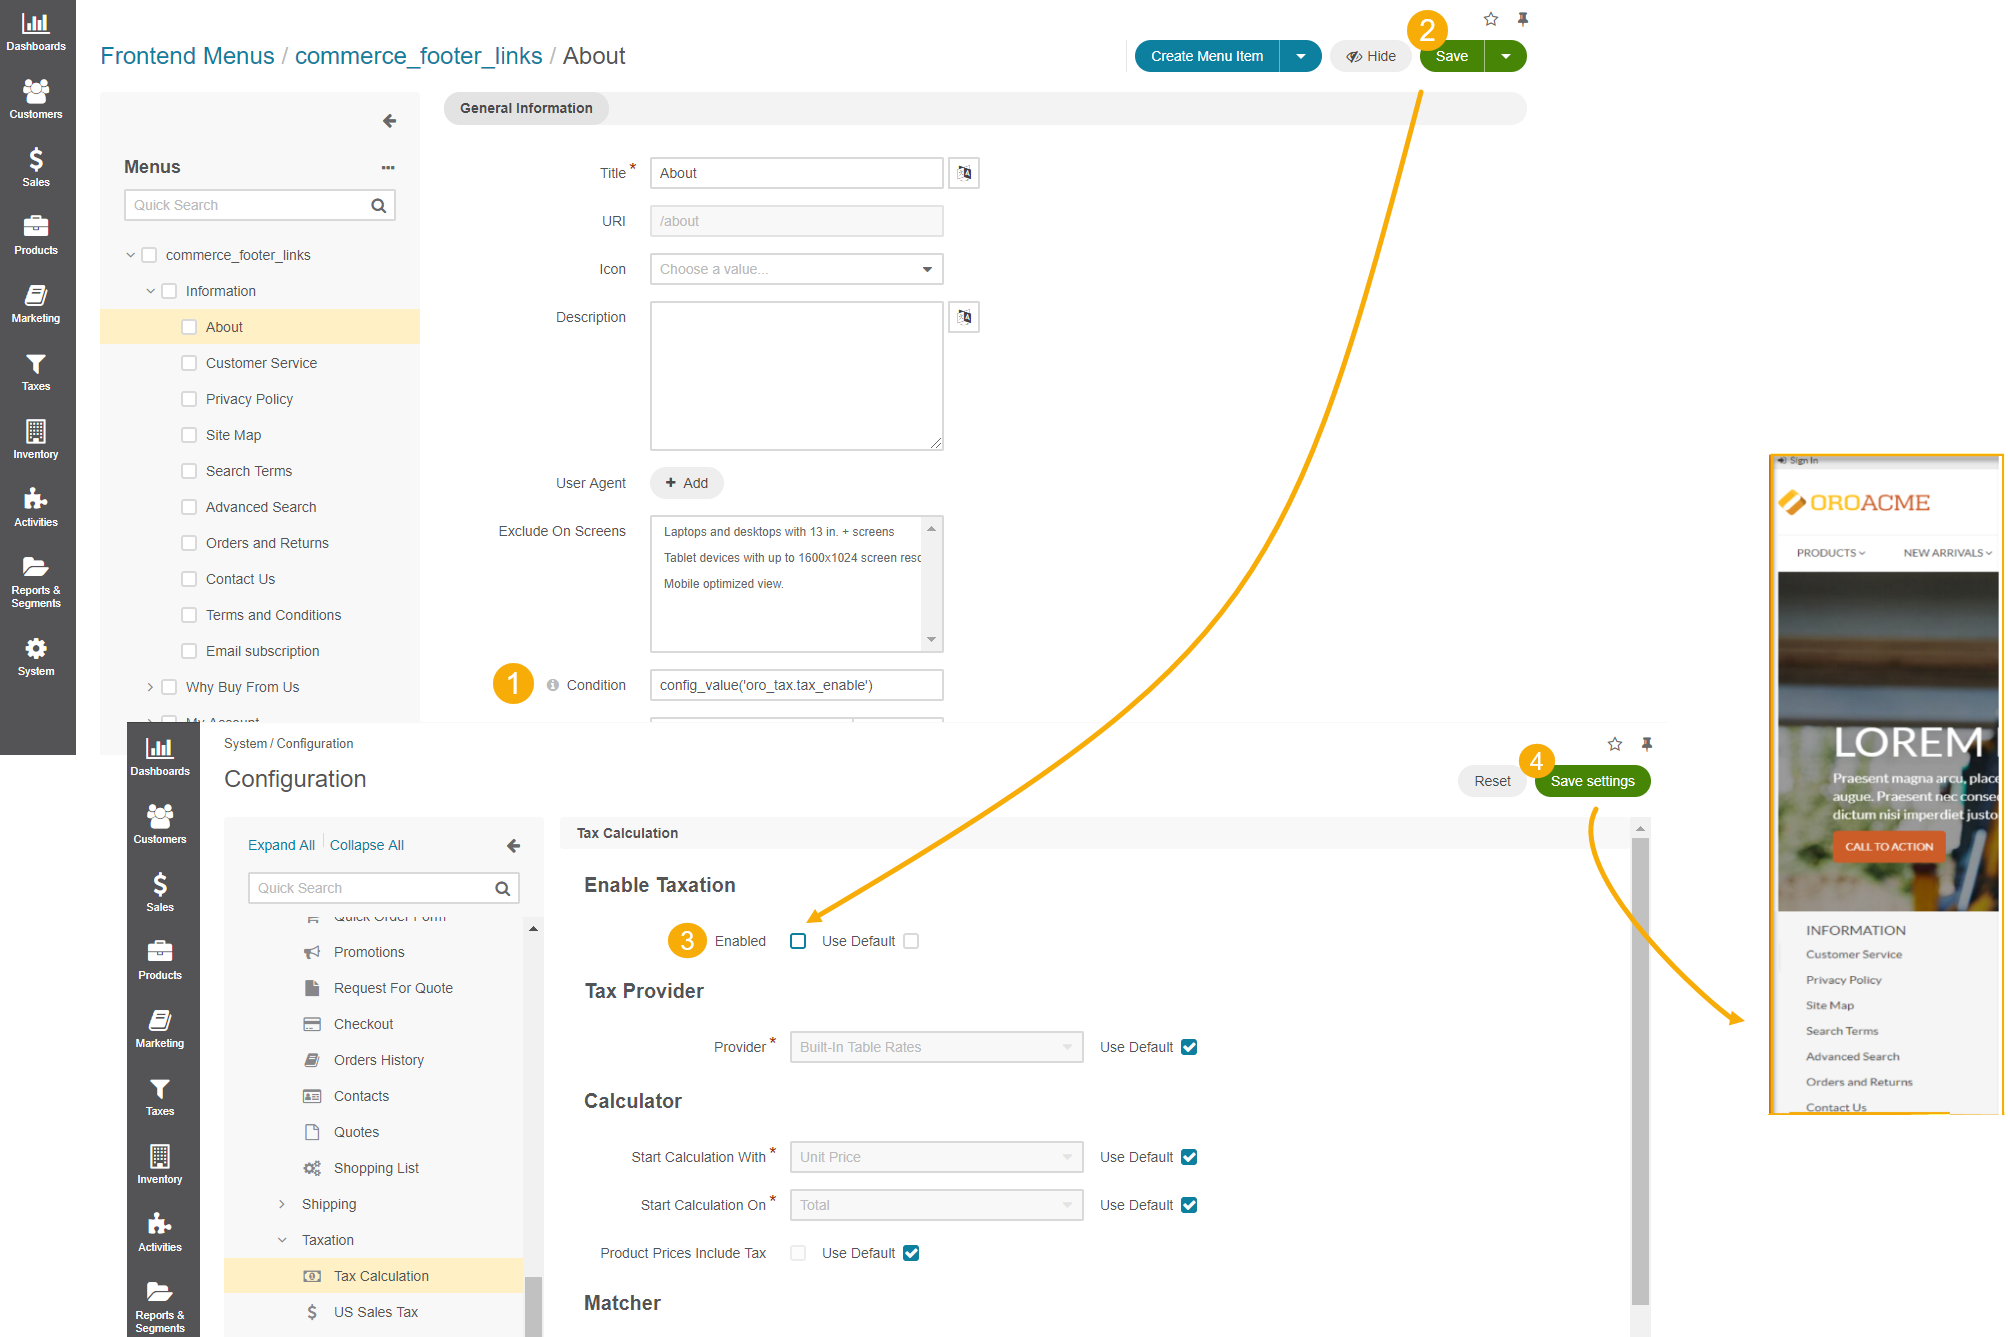 Dashboards
Customers
Sales
Products
Marketing
Taxes
Inventory
Activities
Reports &
Segments
System
Frontend Menus / commerce_footer_links / About
Create Menu Item
Hide
2
Save
Menus
...
Quick Search
commerce_footer_links
Information
About
Customer Service
Privacy Policy
Site Map
Search Terms
Advanced Search
Orders and Returns
Contact Us
Terms and Conditions
Email subscription
Why Buy From Us
My Account
General Information
Title *
About
URI
/about
Icon
Choose a value...
Description
User Agent
+ Add
Exclude On Screens
Laptops and desktops with 13 in. + screens
Tablet devices with up to 1600x1024 screen resc
Mobile optimized view.
1
Condition
config_value('oro_tax.tax_enable')
Dashboards
Customers
Sales
Products
Marketing
Taxes
Inventory
Activities
Reports &
Segments
System / Configuration
Configuration
Reset
4
Save settings
Expand All
Collapse All
Quick Search
Quick Order Form
Promotions
Request For Quote
Checkout
Orders History
Contacts
Quotes
Shopping List
Shipping
Taxation
Tax Calculation
US Sales Tax
Tax Calculation
Enable Taxation
3
Enabled
Use Default
Tax Provider
Provider *
Built-In Table Rates
Use Default
Calculator
Start Calculation With *
Unit Price
Use Default
Start Calculation On *
Total
Use Default
Product Prices Include Tax
Use Default
Matcher
Sign In
OROACME
PRODUCTS
NEW ARRIVALS
LOREM
Praesent magna arcu, place
augue. Praesent nec conse
dictum nisi imperdiet justo
CALL TO ACTION
INFORMATION
Customer Service
Privacy Policy
Site Map
Search Terms
Advanced Search
Orders and Returns
Contact Us